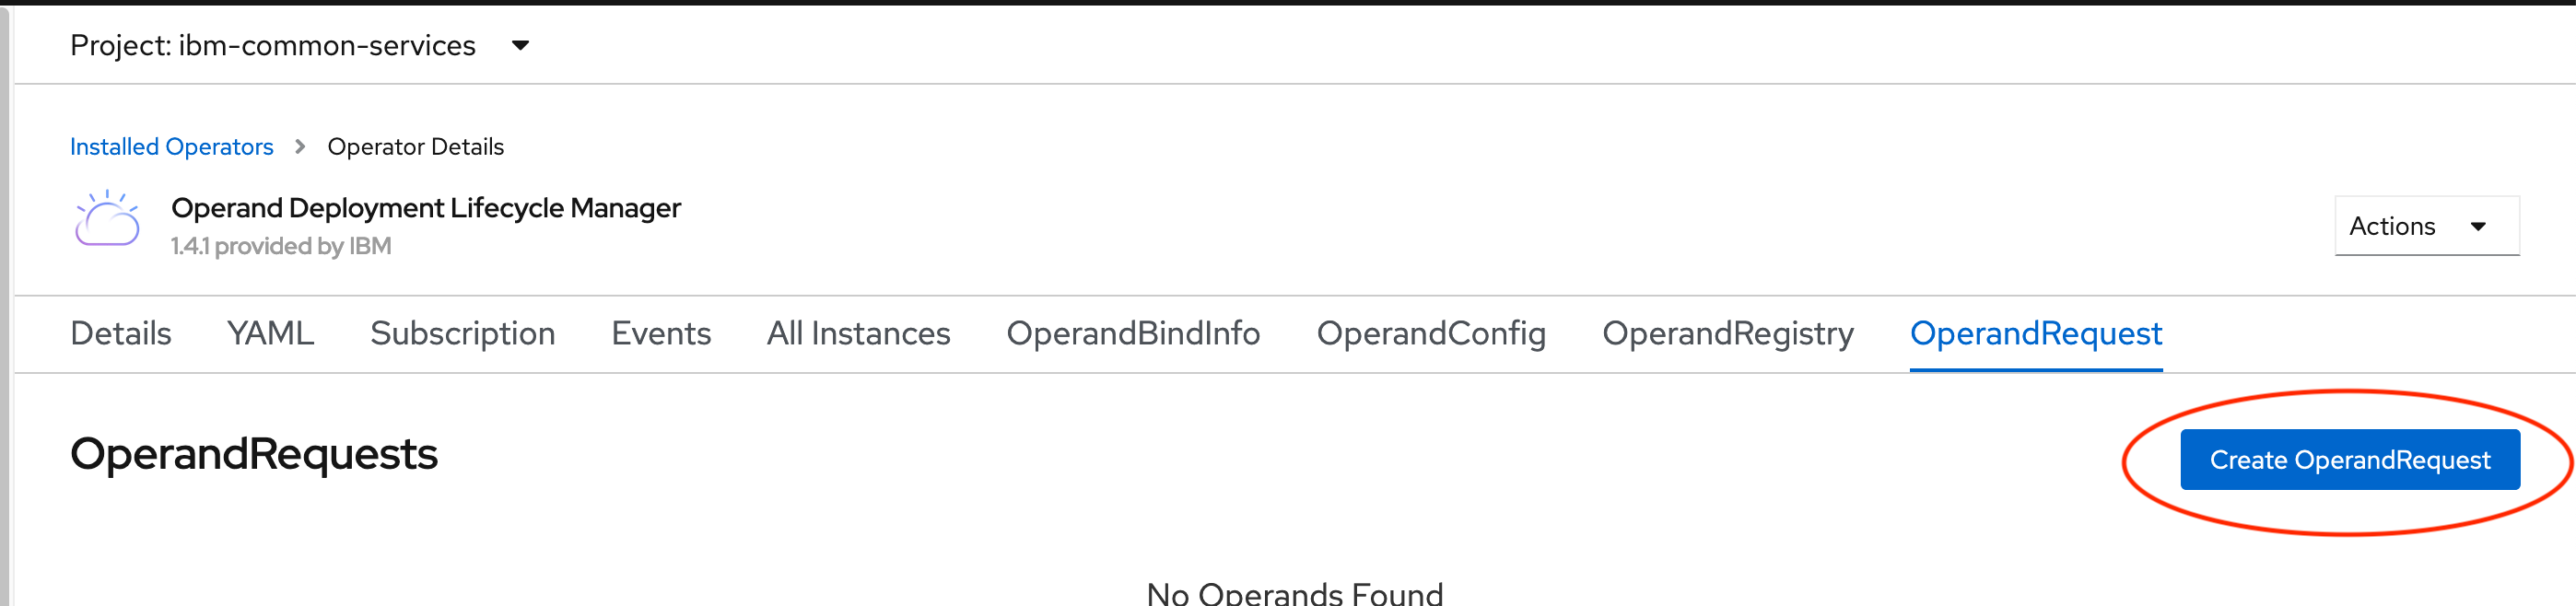 Project: ibm-common-services
Installed Operators > Operator Details
Operand Deployment Lifecycle Manager
1.4.1 provided by IBM
Actions
Details YAML Subscription Events All Instances OperandBindInfo OperandConfig OperandRegistry OperandRequest
OperandRequests
Create OperandRequest
No Operands Found